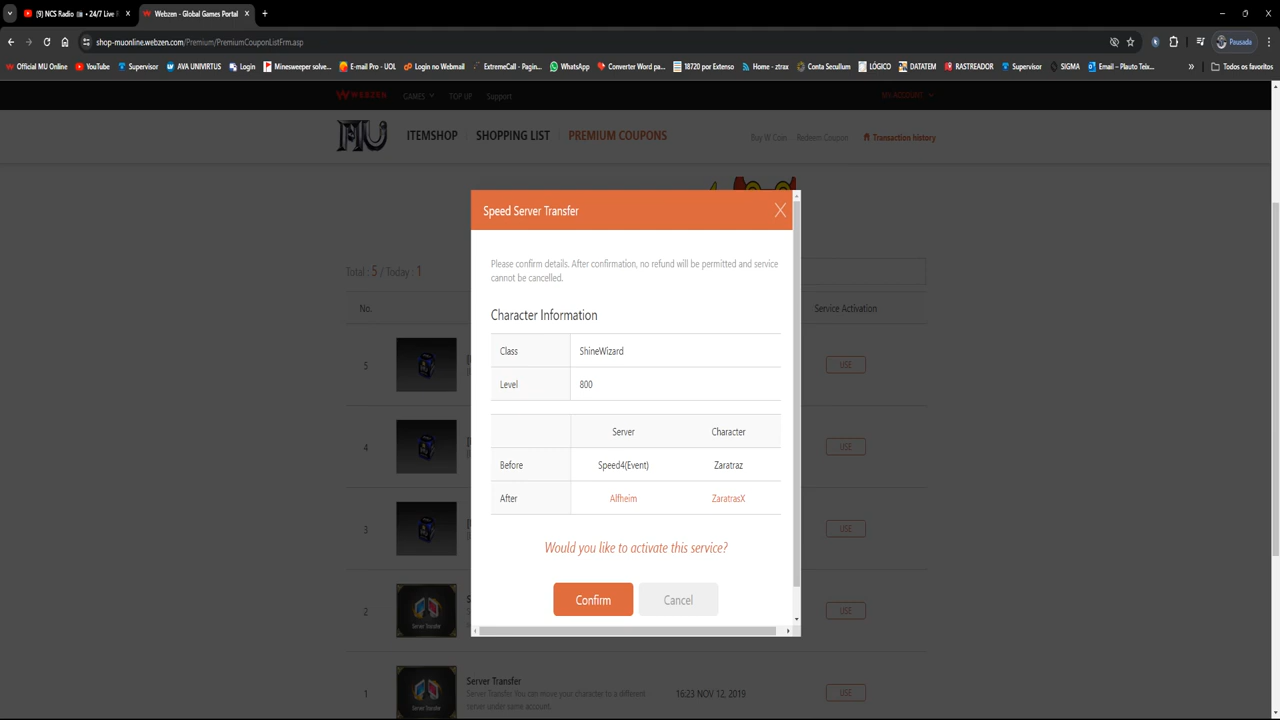 [9] NCS Radio
24/7 Live
Webzen - Global Games Portal
shop-muonline.webzen.com/Premium/PremiumCouponListFrm.asp
Pausada
Official MU Online
YouTube
Supervisor
AVA UNIVIRTUS
Login
Minesweeper solve...
E-mail Pro - UOL
Login no Webmail
ExtremeCall - Pagin...
WhatsApp
Converter Word pa...
18720 por Extenso
Home - ztrax
Conta Stadium
LOGICO
DATATEM
RASTREADOR
Supervisor
SIGMA
Email – Plauto Teix...
»
Todos os favoritos
WEBZEN
GAMES
TOP UP
Support
MY ACCOUNT
MU
ITEMSHOP
SHOPPING LIST
PREMIUM COUPONS
Buy W Coin
Redeem Coupon
Transaction history
Speed Server Transfer
X
Please confirm details. After confirmation, no refund will be permitted and service
cannot be cancelled.
Total : 5 / Today : 1
No.
Service Activation
Character Information
Class
ShineWizard
Level
800
Server
Character
Before
Speed4(Event)
Zaratraz
After
Alfheim
ZaratrasX
Would you like to activate this service?
Confirm
Cancel
5
USE
4
USE
3
USE
2
Server Transfer
USE
1
Server Transfer
Server Transfer
Server Transfer You can move your character to a different
server under same account.
16:23 NOV 12, 2019
USE